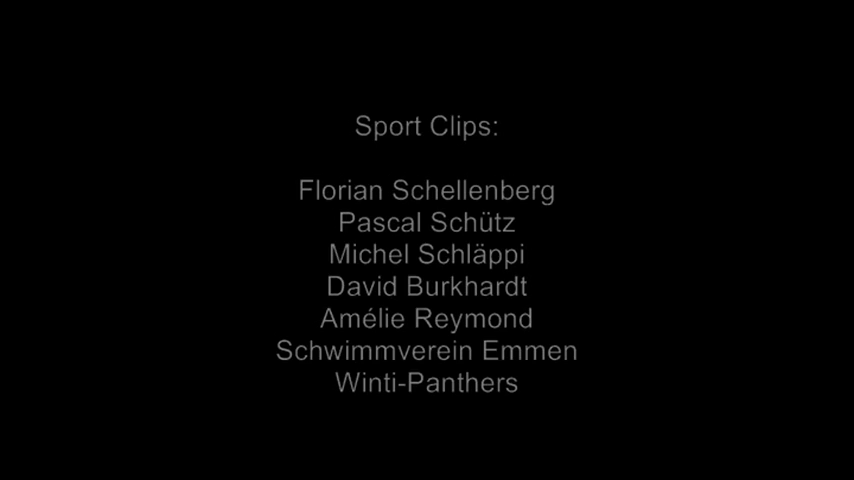 Sport Clips:
Florian Schellenberg
Pascal Schütz
Michel Schläppi
David Burkhardt
Amélie Reymond
Schwimmverein Emmen
Winti-Panthers